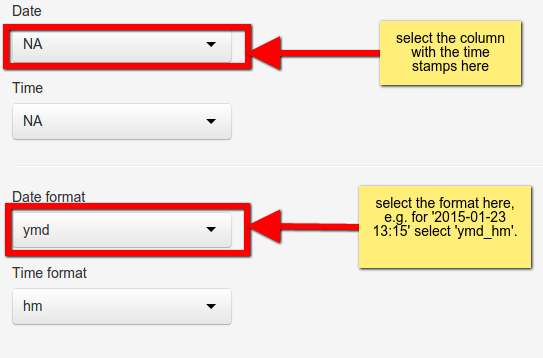 Date
NA
select the column
with the time
stamps here
Time
NA
Date format
ymd
select the format here,
e.g. for '2015-01-23
13:15' select 'ymd_hm'.
Time format
hm